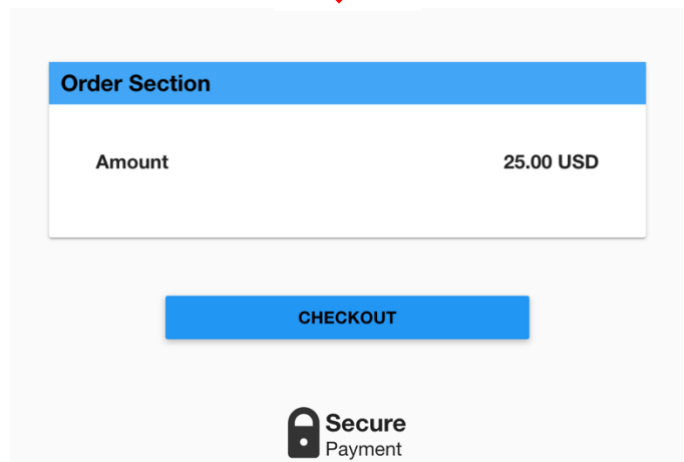 Order Section
Amount 25.00 USD
CHECKOUT
Secure
Payment